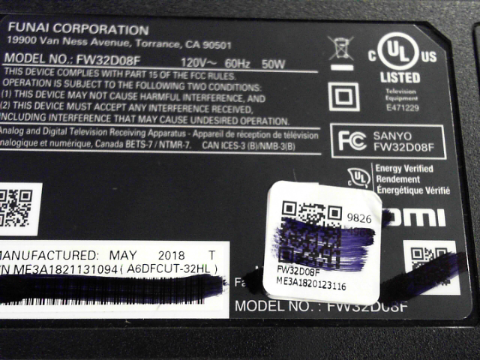 FUNAI CORPORATION
19900 Van Ness Avenue, Torrance, CA 90501
MODEL NO.: FW32D08F 120V~ 60Hz 50W
THIS DEVICE COMPLIES WITH PART 15 OF THE FCC RULES.
OPERATION IS SUBJECT TO THE FOLLOWING TWO CONDITIONS:
(1) THIS DEVICE MAY NOT CAUSE HARMFUL INTERFERENCE, AND
(2) THIS DEVICE MUST ACCEPT ANY INTERFERENCE RECEIVED,
INCLUDING INTERFERENCE THAT MAY CAUSE UNDESIRED OPERATION.
Analog and Digital Television Receiving Apparatus - Appareil de réception de télévision
analogique et numérique, Canada BETS-7 / NTMR-7. CAN ICES-3 (B)/NMB-3(B)
C UL US
LISTED
Television
Equipment
E471229
FC SANYO
FW32D08F
UL Energy Verified
Rendement
Énergétique Vérifié
9826
FW32D08F
ME3A1820123116
MANUFACTURED: MAY 2018 T
ME3A1821131094(A6DFCUT-32HL)
MODEL NO.: FW32D08F